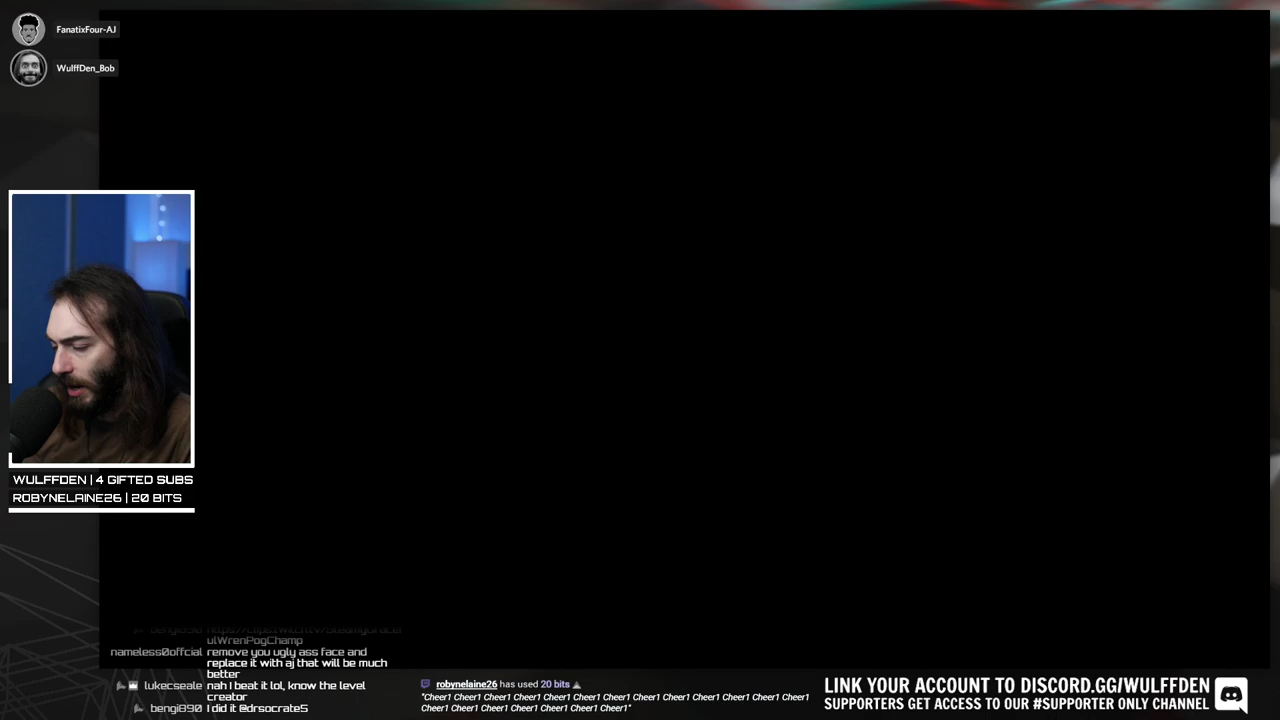 FanatixFour-AJ
WulffDen_Bob
WULFFDEN | 4 GIFTED SUBS
ROBYNELAINE26 | 20 BITS
ulWrenPogChamp
nameless0offcial remove you ugly ass face and
replace it with aj that will be much
better
lukecseale nah I beat it lol, know the level
creator
bengi890 I did it @drsocrate5
robynelaine26 has used 20 bits
"Cheer1 Cheer1 Cheer1 Cheer1 Cheer1 Cheer1 Cheer1 Cheer1 Cheer1 Cheer1 Cheer1 Cheer1 Cheer1
Cheer1 Cheer1 Cheer1 Cheer1 Cheer1 Cheer1 Cheer1"
LINK YOUR ACCOUNT TO DISCORD.GG/WULFFDEN
SUPPORTERS GET ACCESS TO OUR #SUPPORTER ONLY CHANNEL